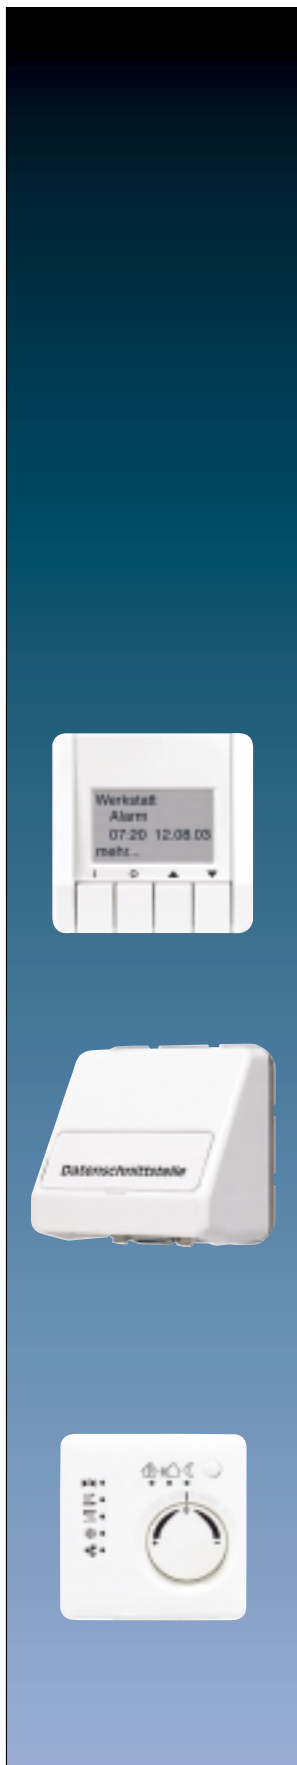 Werkstatt
Alarm
07:20 12.08.03
mehr...
I O ▲ ▼
Datenschnittstelle